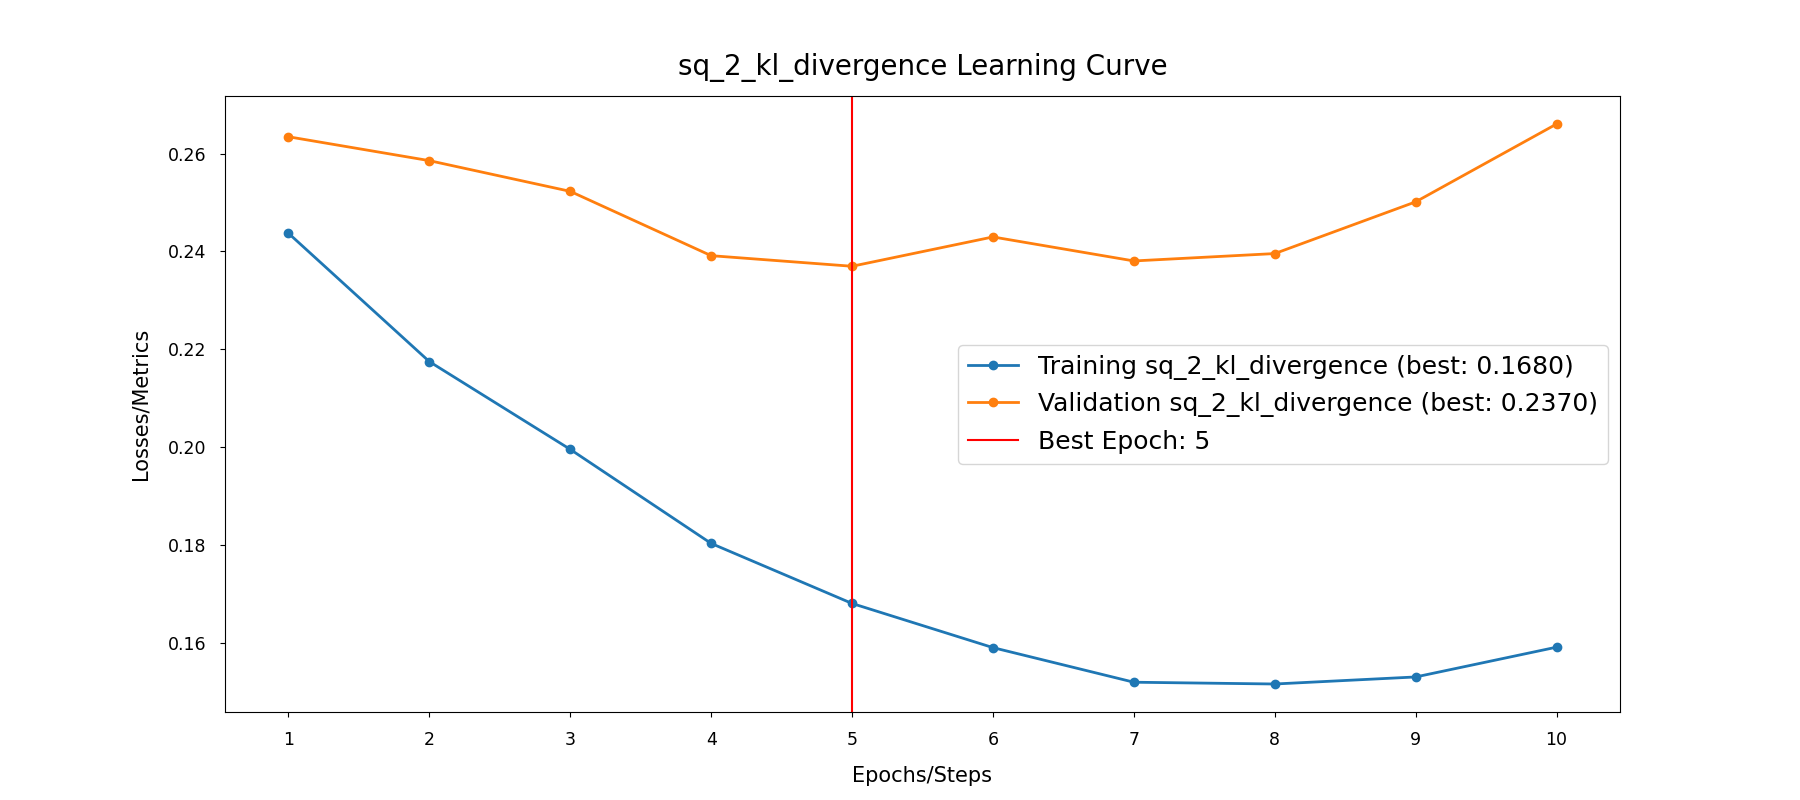 sq_2_kl_divergence Learning Curve
Losses/Metrics
0.26
0.24
0.22
0.20
0.18
0.16
Training sq_2_kl_divergence (best: 0.1680)
Validation sq_2_kl_divergence (best: 0.2370)
Best Epoch: 5
1 2 3 4 5 6 7 8 9 10
Epochs/Steps